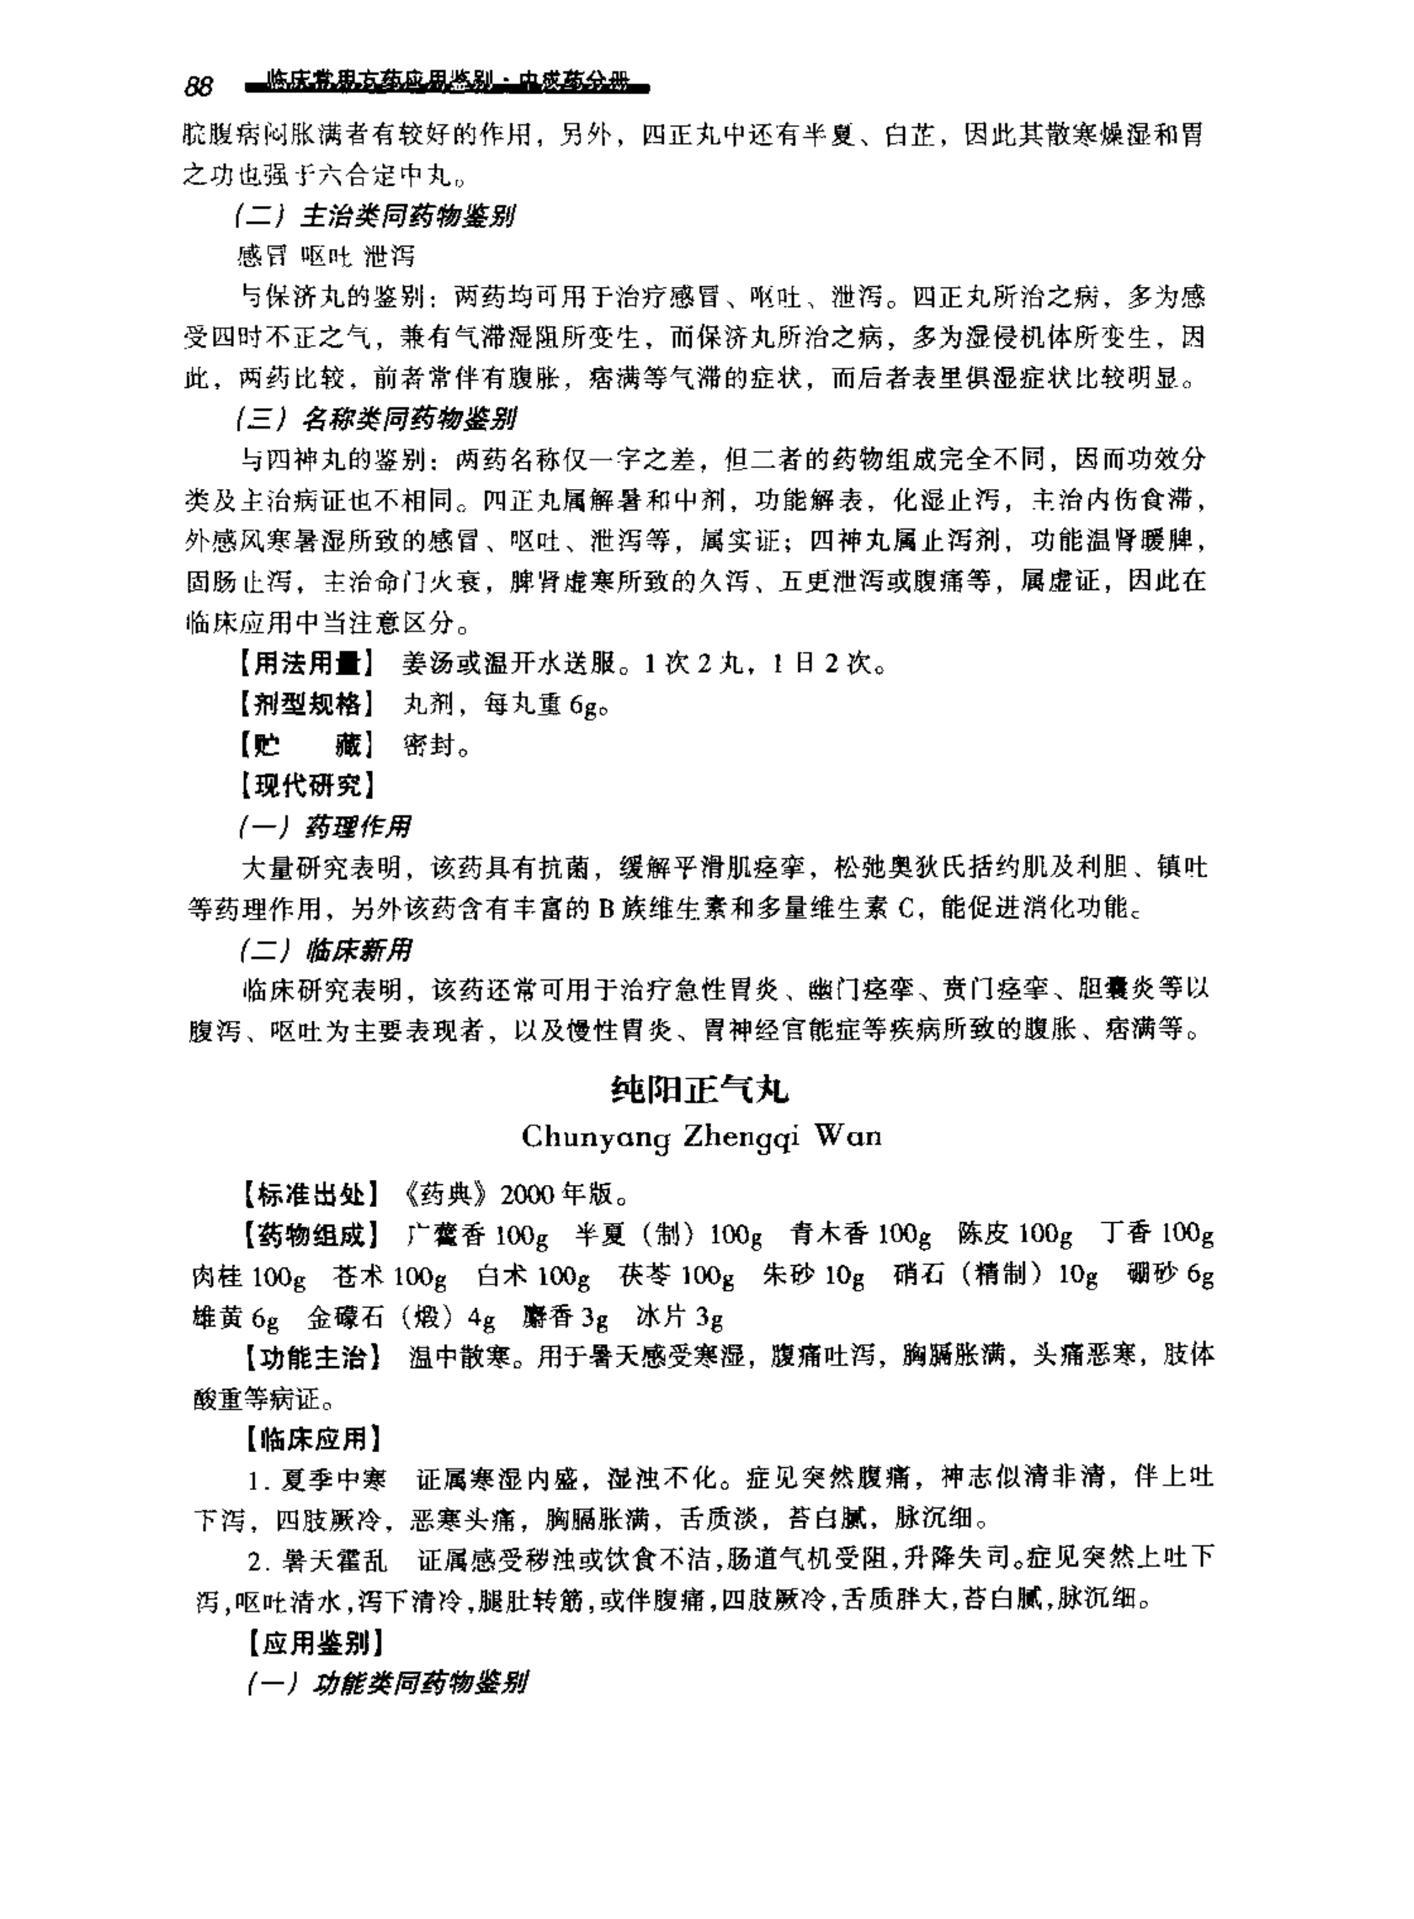 88 临床常用方药应用鉴别·中成药分册
脘腹痞闷胀满者有较好的作用，另外，四正丸中还有半夏、白芷，因此其散寒燥湿和胃
之功也强于六合定中丸。
（二）主治类同药物鉴别
感冒 呕吐 泄泻
与保济丸的鉴别：两药均可用于治疗感冒、呕吐、泄泻。四正丸所治之病，多为感
受四时不正之气，兼有气滞湿阻所变生，而保济丸所治之病，多为湿侵机体所变生，因
此，两药比较，前者常伴有腹胀，痞满等气滞的症状，而后者表里俱湿症状比较明显。
（三）名称类同药物鉴别
与四神丸的鉴别：两药名称仅一字之差，但二者的药物组成完全不同，因而功效分
类及主治病证也不相同。四正丸属解暑和中剂，功能解表，化湿止泻，主治内伤食滞，
外感风寒暑湿所致的感冒、呕吐、泄泻等，属实证；四神丸属止泻剂，功能温肾暖脾，
固肠止泻，主治命门火衰，脾肾虚寒所致的久泻、五更泄泻或腹痛等，属虚证，因此在
临床应用中当注意区分。
【用法用量】 姜汤或温开水送服。1 次 2 丸，1 日 2 次。
【剂型规格】 丸剂，每丸重 6g。
【贮　　藏】 密封。
【现代研究】
（一）药理作用
大量研究表明，该药具有抗菌，缓解平滑肌痉挛，松弛奥狄氏括约肌及利胆、镇吐
等药理作用，另外该药含有丰富的 B 族维生素和多量维生素 C，能促进消化功能。
（二）临床新用
临床研究表明，该药还常可用于治疗急性胃炎、幽门痉挛、贲门痉挛、胆囊炎等以
腹泻、呕吐为主要表现者，以及慢性胃炎、胃神经官能症等疾病所致的腹胀、痞满等。
纯阳正气丸
Chunyang Zhengqi Wan
【标准出处】《药典》2000 年版。
【药物组成】 广藿香 100g　半夏（制）100g　青木香 100g　陈皮 100g　丁香 100g
肉桂 100g　苍术 100g　白术 100g　茯苓 100g　朱砂 10g　硝石（精制）10g　硼砂 6g
雄黄 6g　金礞石（煅）4g　麝香 3g　冰片 3g
【功能主治】 温中散寒。用于暑天感受寒湿，腹痛吐泻，胸膈胀满，头痛恶寒，肢体
酸重等病证。
【临床应用】
1. 夏季中寒　证属寒湿内盛，湿浊不化。症见突然腹痛，神志似清非清，伴上吐
下泻，四肢厥冷，恶寒头痛，胸膈胀满，舌质淡，苔白腻，脉沉细。
2. 暑天霍乱　证属感受秽浊或饮食不洁,肠道气机受阻,升降失司。症见突然上吐下
泻,呕吐清水,泻下清冷,腿肚转筋,或伴腹痛,四肢厥冷,舌质胖大,苔白腻,脉沉细。
【应用鉴别】
（一）功能类同药物鉴别